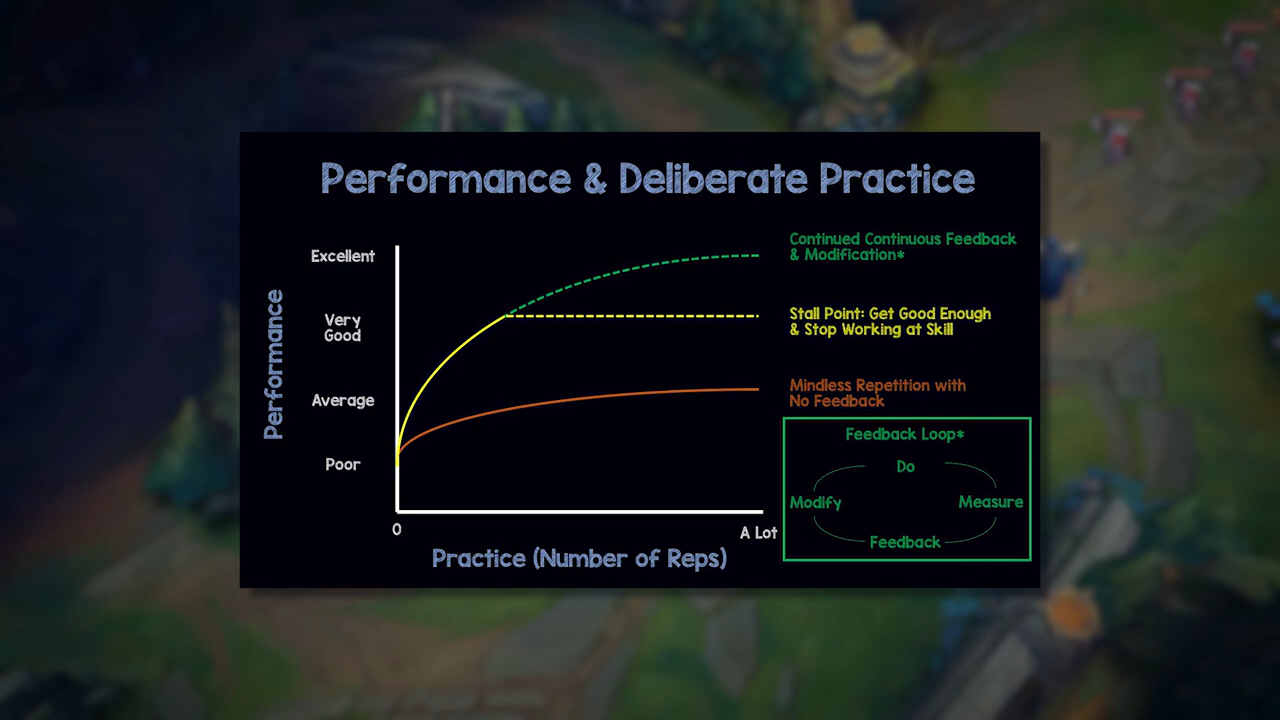 Performance & Deliberate Practice
Continued Continuous Feedback
& Modification*
Excellent
Very
Good
Stall Point: Get Good Enough
& Stop Working at Skill
Performance
Average
Mindless Repetition with
No Feedback
Poor
Feedback Loop*
Do
Modify
Measure
Feedback
0
A Lot
Practice (Number of Reps)